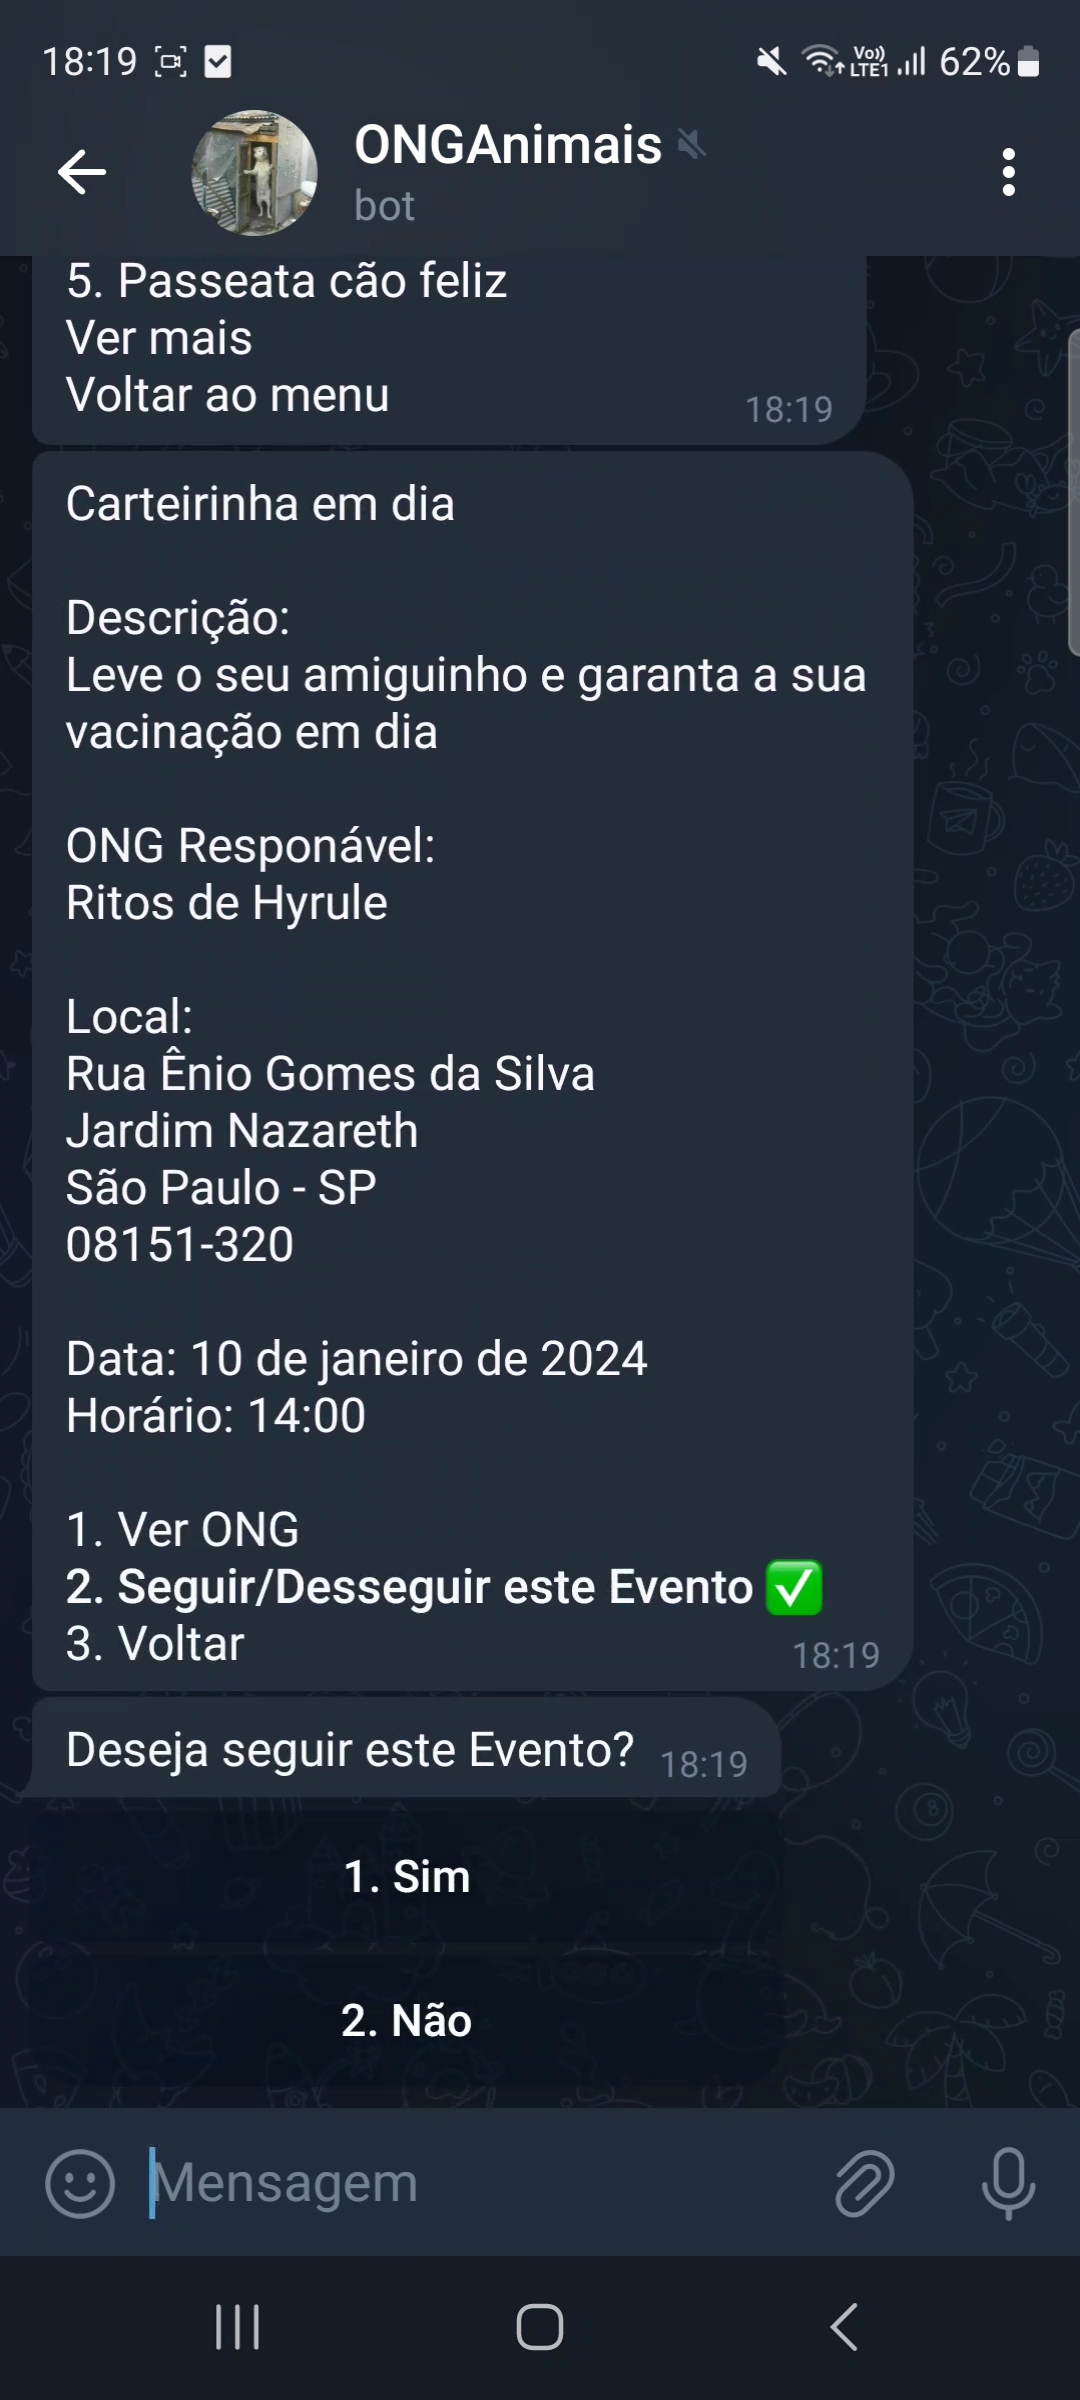 18:19
Vo))
LTE1
62%
ONGAnimais
bot
5. Passeata cão feliz
Ver mais
Voltar ao menu
18:19
Carteirinha em dia
Descrição:
Leve o seu amiguinho e garanta a sua
vacinação em dia
ONG Responável:
Ritos de Hyrule
Local:
Rua Ênio Gomes da Silva
Jardim Nazareth
São Paulo - SP
08151-320
Data: 10 de janeiro de 2024
Horário: 14:00
1. Ver ONG
2. Seguir/Desseguir este Evento ✅
3. Voltar
18:19
Deseja seguir este Evento? 18:19
1. Sim
2. Não
Mensagem